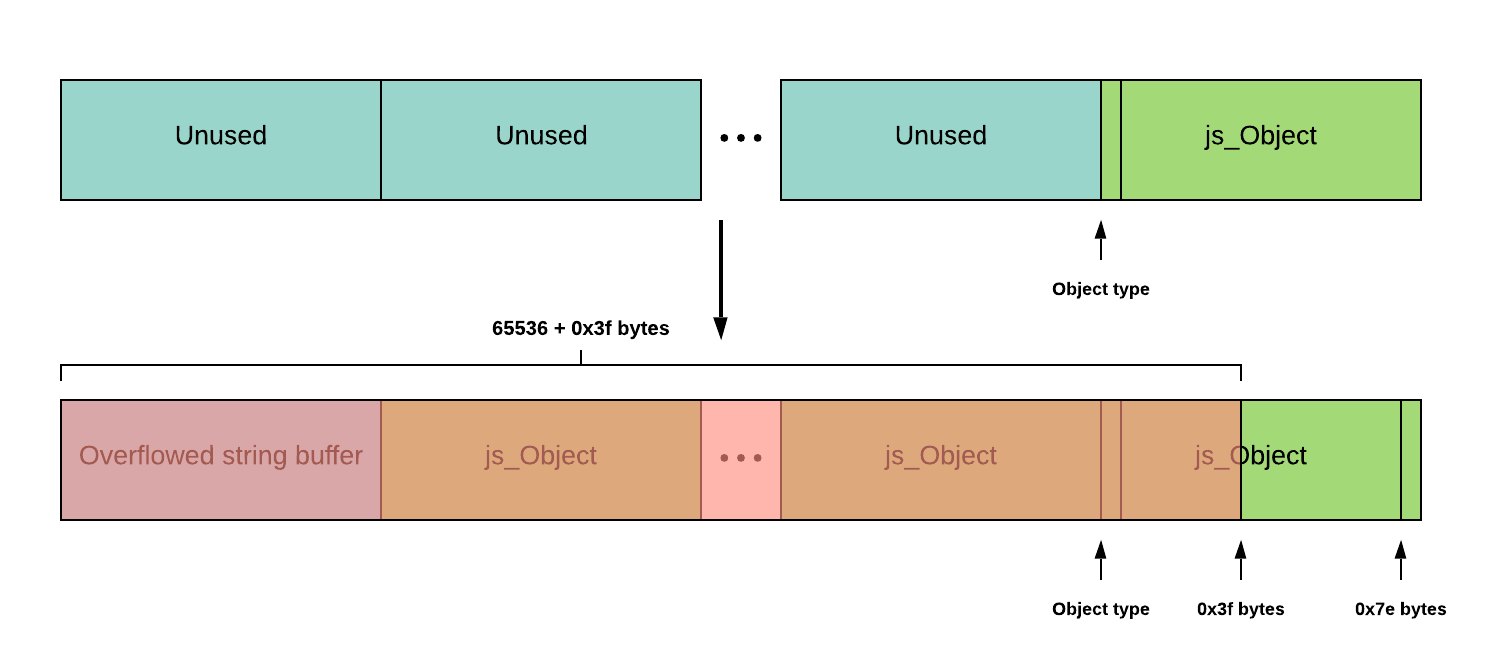 Unused
Unused
• • •
Unused
js_Object
Object type
65536 + 0x3f bytes
Overflowed string buffer
js_Object
• • •
js_Object
js_Object
Object type
0x3f bytes
0x7e bytes